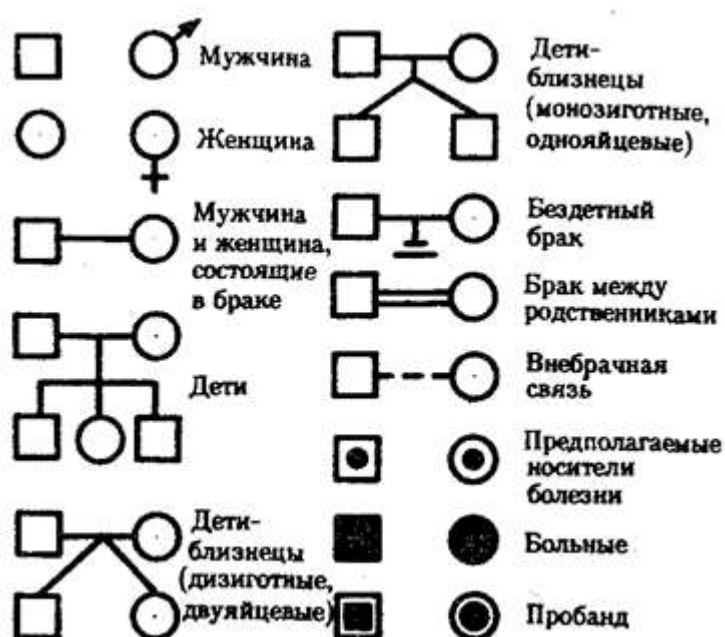 Мужчина
Женщина
Мужчина
и женщина,
состоящие
в браке
Дети
Дети-
близнецы
(дизиготные,
двуяйцевые)
Дети-
близнецы
(монозиготные,
однояйцевые)
Бездетный
брак
Брак между
родственниками
Внебрачная
связь
Предполагаемые
носители
болезни
Больные
Пробанд